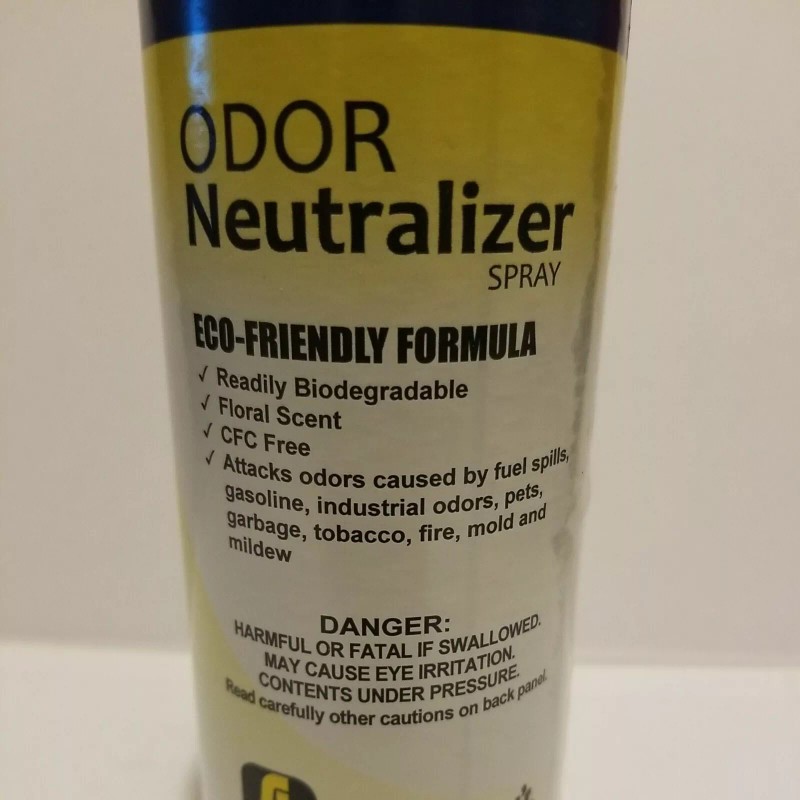 ODOR
Neutralizer
SPRAY
ECO-FRIENDLY FORMULA
✓ Readily Biodegradable
✓ Floral Scent
✓ CFC Free
✓ Attacks odors caused by fuel spills,
gasoline, industrial odors, pets,
garbage, tobacco, fire, mold and
mildew
DANGER:
HARMFUL OR FATAL IF SWALLOWED.
MAY CAUSE EYE IRRITATION.
CONTENTS UNDER PRESSURE.
Read carefully other cautions on back panel.